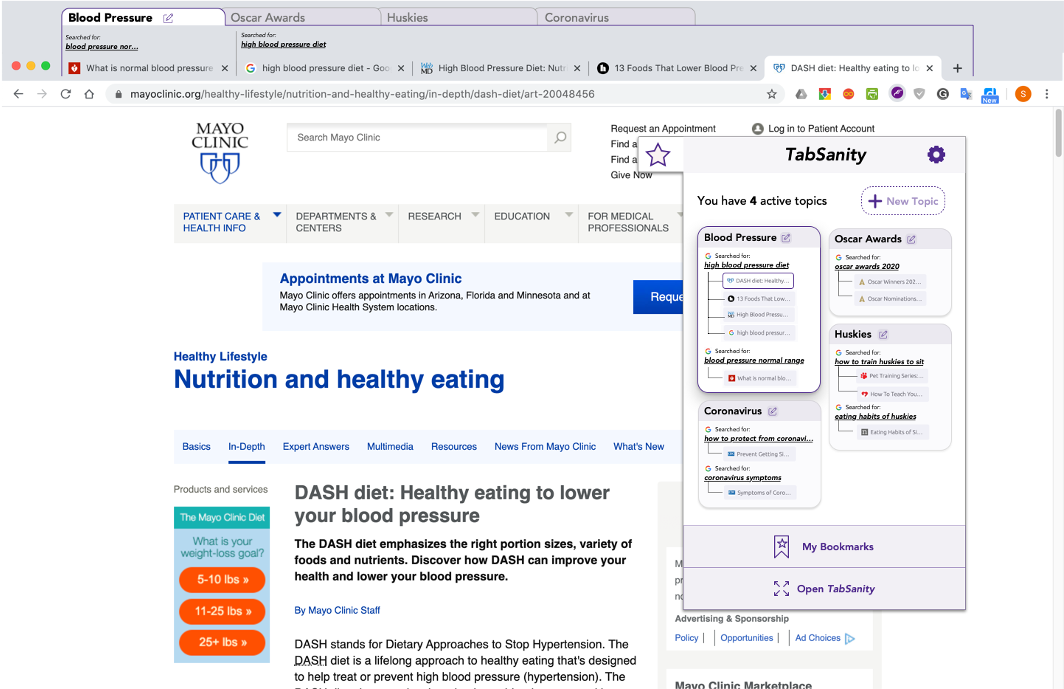 Blood Pressure
Oscar Awards
Huskies
Coronavirus
Searched for:
blood pressure nor...
Searched for:
high blood pressure diet
What is normal blood pressure
high blood pressure diet - Goo
High Blood Pressure Diet: Nutr
13 Foods That Lower Blood Pre
DASH diet: Healthy eating to lo
mayoclinic.org/healthy-lifestyle/nutrition-and-healthy-eating/in-depth/dash-diet/art-20048456
New
S
MAYO
CLINIC
Search Mayo Clinic
Request an Appointment
Log in to Patient Account
Find a
Find a
Give Now
PATIENT CARE &
HEALTH INFO
DEPARTMENTS &
CENTERS
RESEARCH
EDUCATION
FOR MEDICAL
PROFESSIONALS
Appointments at Mayo Clinic
Mayo Clinic offers appointments in Arizona, Florida and Minnesota and at
Mayo Clinic Health System locations.
Reque
Healthy Lifestyle
Nutrition and healthy eating
Basics
In-Depth
Expert Answers
Multimedia
Resources
News From Mayo Clinic
What's New
Products and services
The Mayo Clinic Diet
What is your
weight-loss goal?
5-10 lbs »
11-25 lbs »
25+ lbs »
DASH diet: Healthy eating to lower
your blood pressure
The DASH diet emphasizes the right portion sizes, variety of
foods and nutrients. Discover how DASH can improve your
health and lower your blood pressure.
By Mayo Clinic Staff
DASH stands for Dietary Approaches to Stop Hypertension. The
DASH diet is a lifelong approach to healthy eating that's designed
to help treat or prevent high blood pressure (hypertension). The
TabSanity
You have 4 active topics
New Topic
Blood Pressure
Searched for:
high blood pressure diet
DASH diet: Healthy...
13 Foods That Low...
High Blood Pressu...
high blood pressur...
Searched for:
blood pressure normal range
What is normal blo...
Coronavirus
Searched for:
how to protect from coronavi...
Prevent Getting Si...
Searched for:
coronavirus symptoms
Symptoms of Coro...
Oscar Awards
Searched for:
oscar awards 2020
Oscar Winners 202...
Oscar Nominations...
Huskies
Searched for:
how to train huskies to sit
Pet Training Series:...
How To Teach You...
Searched for:
eating habits of huskies
Eating Habits of Si...
My Bookmarks
Open TabSanity
Advertising & Sponsorship
Policy
Opportunities
Ad Choices
Mayo Clinic Marketplace